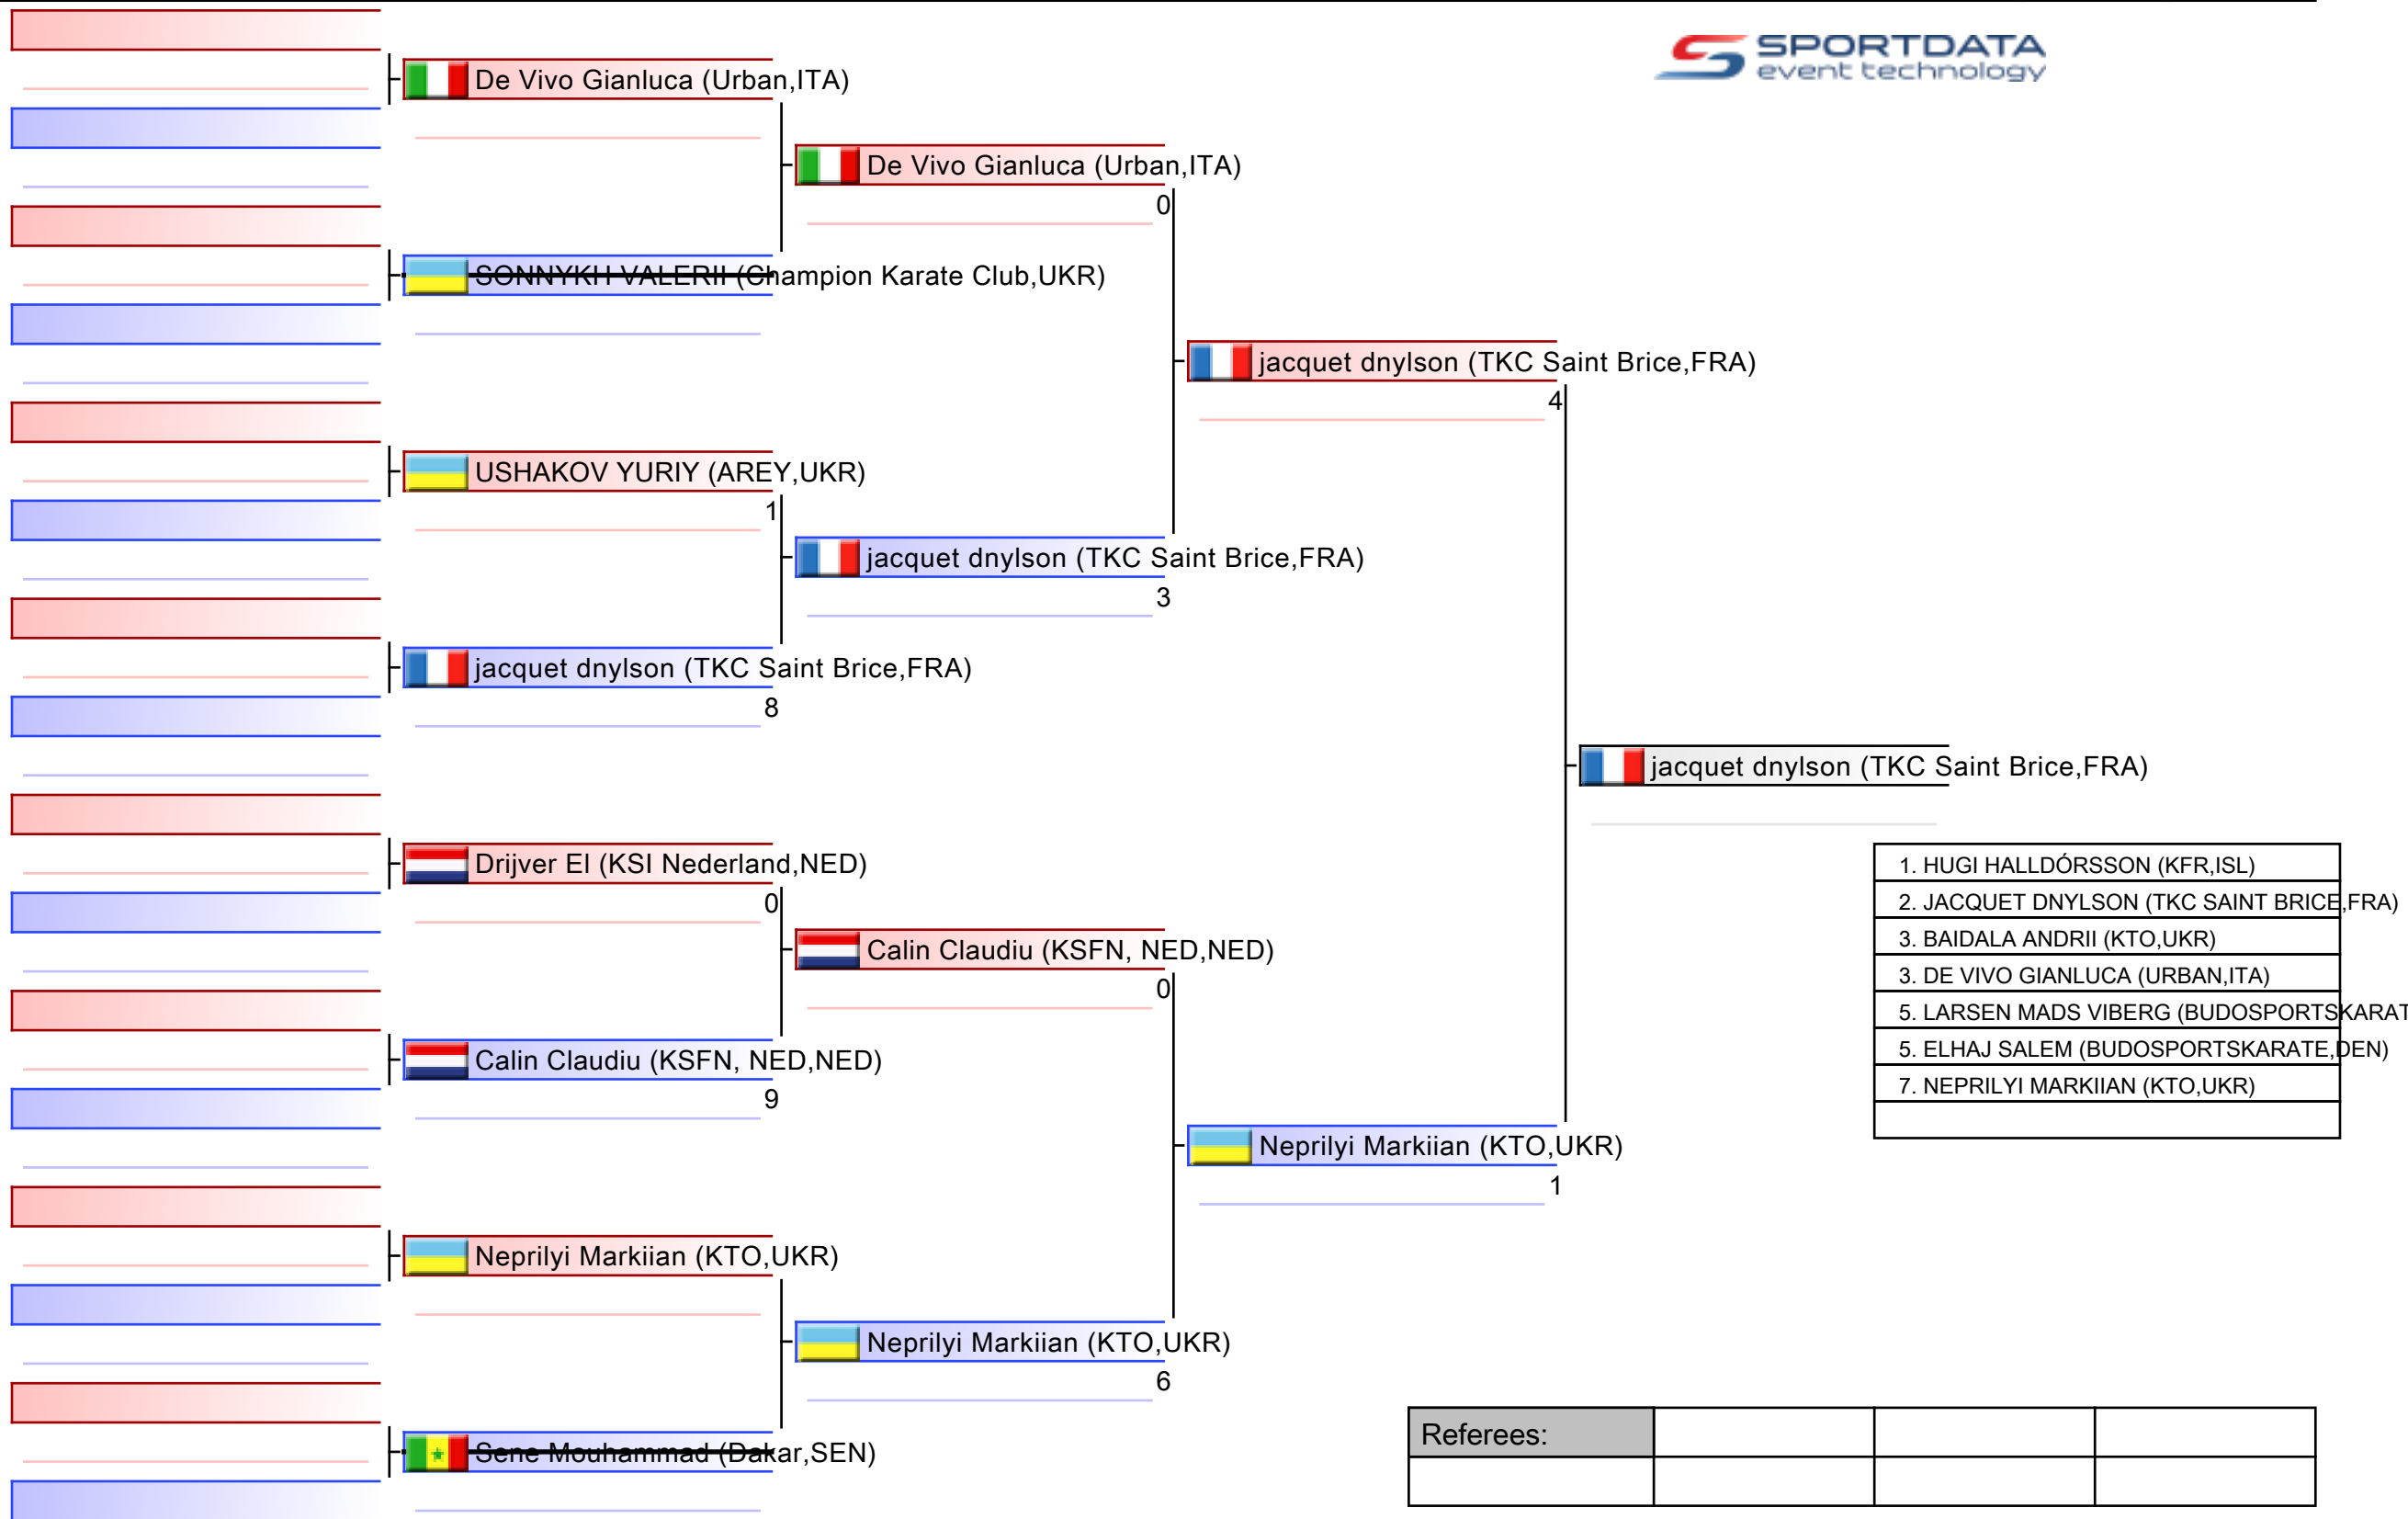 SPORTDATA
event technology
De Vivo Gianluca (Urban,ITA)
De Vivo Gianluca (Urban,ITA)
0
SONNYKH VALERII (Champion Karate Club,UKR)
jacquet dnylson (TKC Saint Brice,FRA)
4
USHAKOV YURIY (AREY,UKR)
1
jacquet dnylson (TKC Saint Brice,FRA)
3
jacquet dnylson (TKC Saint Brice,FRA)
8
jacquet dnylson (TKC Saint Brice,FRA)
Drijver El (KSI Nederland,NED)
0
Calin Claudiu (KSFN, NED,NED)
0
Calin Claudiu (KSFN, NED,NED)
9
Neprilyi Markiian (KTO,UKR)
1
Neprilyi Markiian (KTO,UKR)
Neprilyi Markiian (KTO,UKR)
6
Sene Mouhammad (Dakar,SEN)
1. HUGI HALLDÓRSSON (KFR,ISL)
2. JACQUET DNYLSON (TKC SAINT BRICE,FRA)
3. BAIDALA ANDRII (KTO,UKR)
3. DE VIVO GIANLUCA (URBAN,ITA)
5. LARSEN MADS VIBERG (BUDOSPORTSKARAT
5. ELHAJ SALEM (BUDOSPORTSKARATE,DEN)
7. NEPRILYI MARKIIAN (KTO,UKR)
Referees: